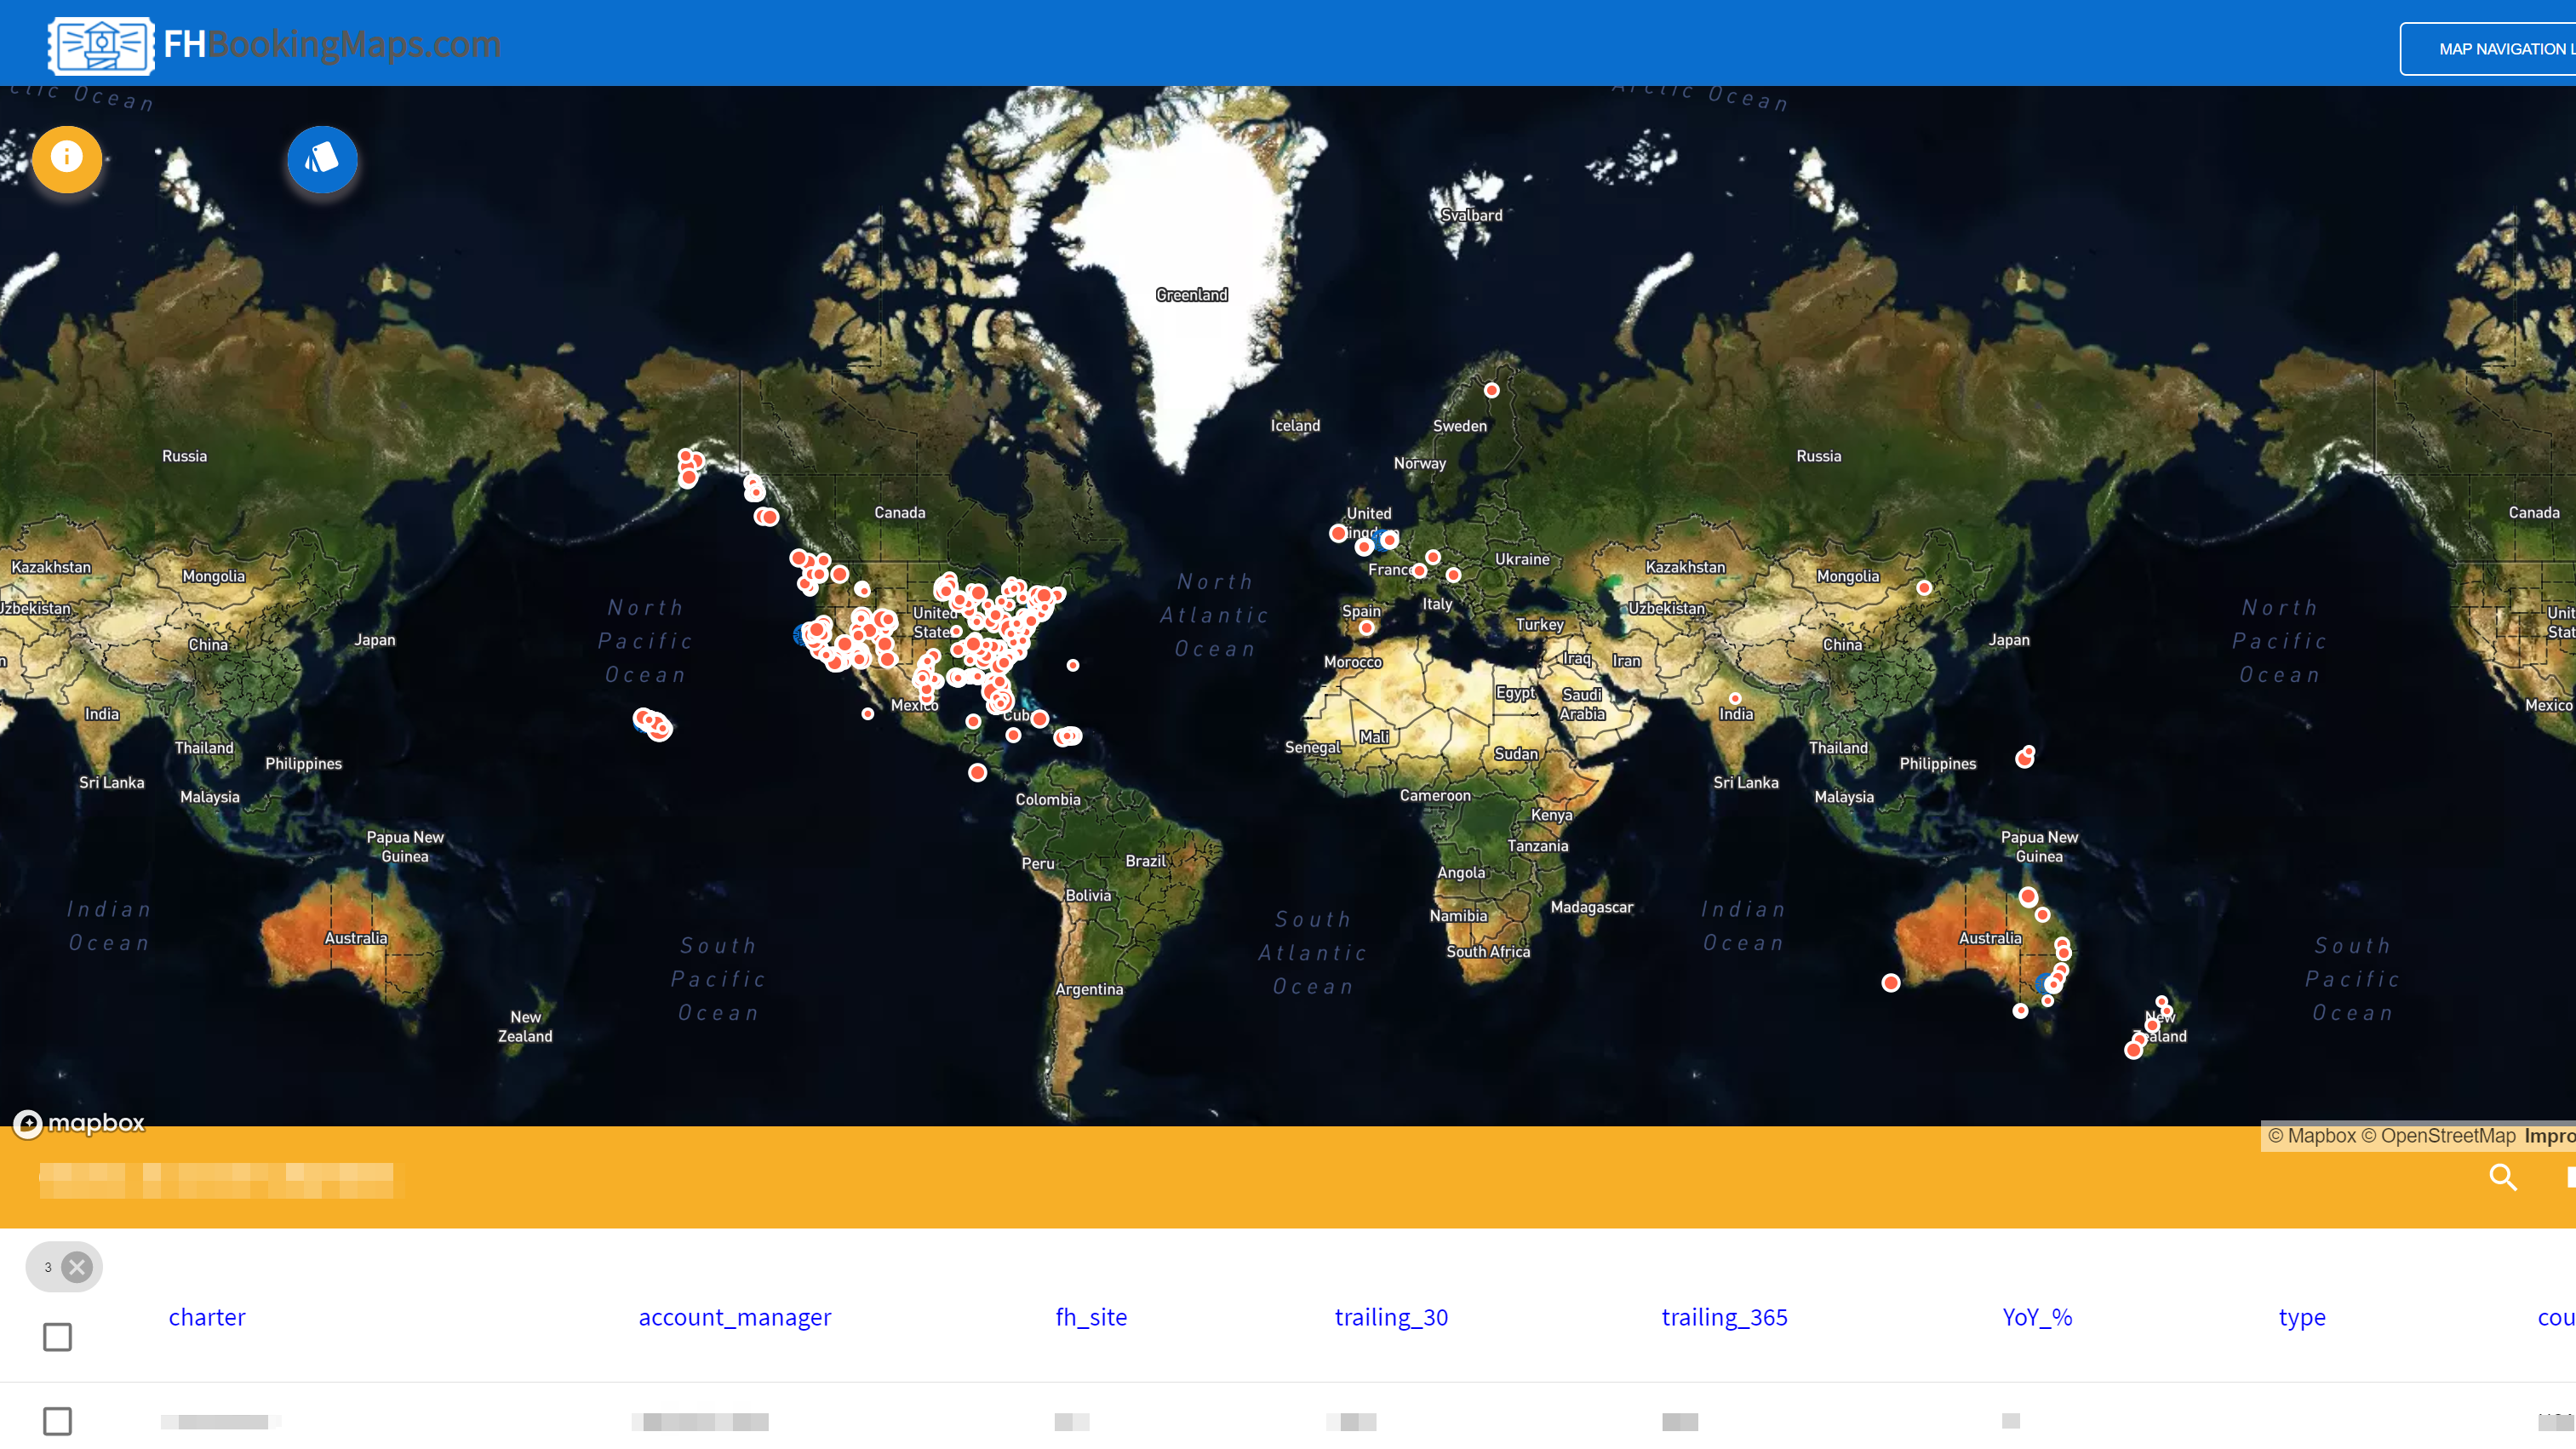 FHBookingMaps.com
MAP NAVIGATION L
ctic Ocean
Arctic Ocean
Svalbard
Greenland
Iceland
Sweden
Russia
Norway
Russia
Canada
United
Kingdom
Canada
Kazakhstan
Mongolia
France
Ukraine
Kazakhstan
Mongolia
Uzbekistan
North
Pacific
Ocean
United
States
North
Atlantic
Ocean
Spain
Italy
Uzbekistan
North
Pacific
Ocean
Unit
Stat
China
Japan
Turkey
China
Japan
Morocco
Iraq
Iran
India
Mexico
Cub
Egypt
Saudi
Arabia
India
Mexico
Thailand
Philippines
Senegal
Mali
Sudan
Thailand
Philippines
Sri Lanka
Malaysia
Colombia
Cameroon
Sri Lanka
Malaysia
Kenya
Papua New
Guinea
Peru
Brazil
Tanzania
Papua New
Guinea
Bolivia
Angola
Indian
Ocean
Namibia
Madagascar
Indian
Ocean
Australia
South
Pacific
Ocean
South
Atlantic
Ocean
South Africa
Australia
South
Pacific
Ocean
Argentina
New
Zealand
New
Zealand
mapbox
© Mapbox © OpenStreetMap Impro
3
charter account_manager fh_site trailing_30 trailing_365 YoY_% type cou